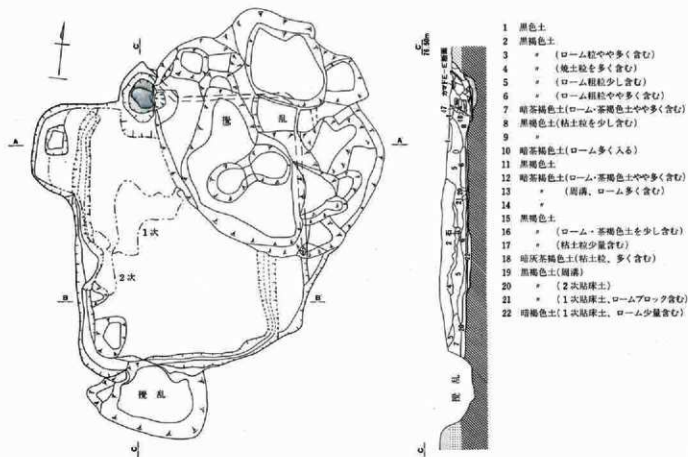 C
C
78.50m
カマドE-E断面
A
A'
B
B'
攪乱
攪乱
1次
2次
攪乱
C'
攪乱
C'
1 黒色土
2 黒褐色土
3 〃 (ローム粒やや多く含む)
4 〃 (焼土粒を多く含む)
5 〃 (ローム粗粒少し含む)
6 〃 (ローム粗粒やや多く含む)
7 暗茶褐色土(ローム・茶褐色土やや多く含む)
8 黒褐色土(粘土粒を少し含む)
9 〃
10 暗茶褐色土(ローム多く入る)
11 黒褐色土
12 暗茶褐色土(ローム・茶褐色土やや多く含む)
13 〃 (周溝、ローム多く含む)
14 〃
15 黒褐色土
16 〃 (ローム・茶褐色土を少し含む)
17 〃 (粘土粒少量含む)
18 暗灰茶褐色土(粘土粒、多く含む)
19 黒褐色土(周溝)
20 〃 (2次貼床土)
21 〃 (1次貼床土、ロームブロック含む)
22 暗褐色土(1次貼床土、ローム少量含む)